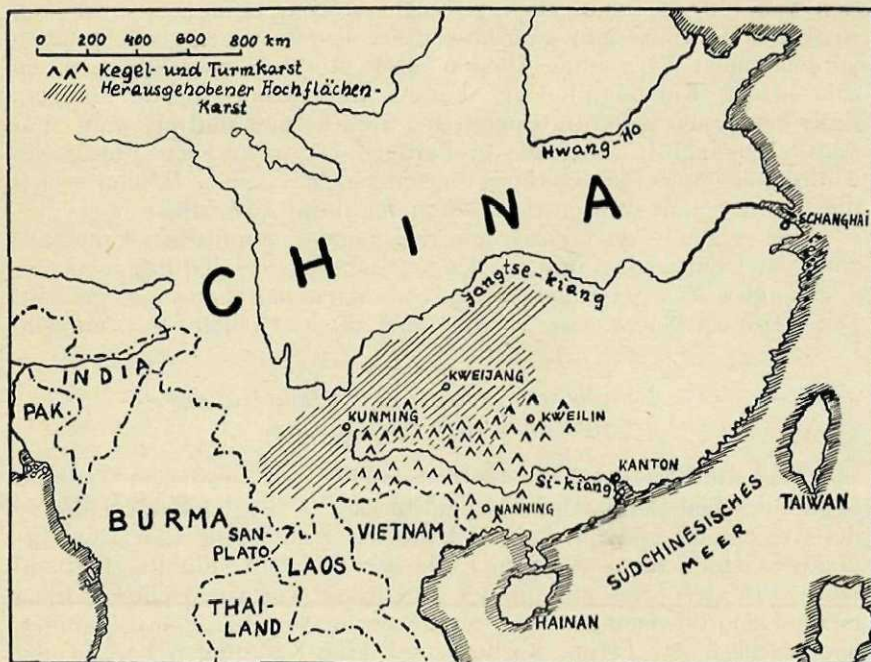 0 200 400 600 800 km
Kegel- und Turmkarst
Herausgehobener Hochflächen-
Karst
Hwang-Ho
SCHANGHAI
CHINA
Jangtse-kiang
INDIA
KWEIJANG
PAK.
KUNMING
KWEILIN
KANTON
Si-kiang
NANNING
TAIWAN
BURMA
SAN-
PLATO
VIETNAM
LAOS
SÜDCHINESISCHES
MEER
THAI-
LAND
HAINAN